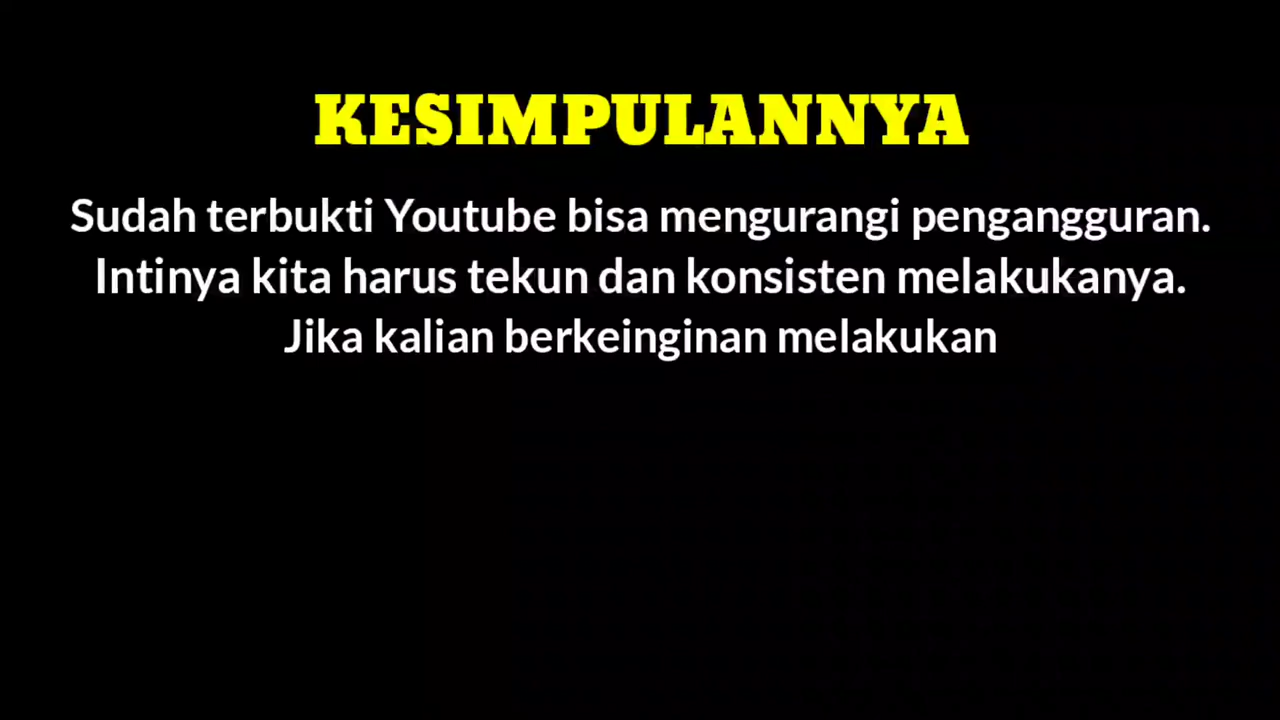 KESIMPULANNYA
Sudah terbukti Youtube bisa mengurangi pengangguran.
Intinya kita harus tekun dan konsisten melakukanya.
Jika kalian berkeinginan melakukan